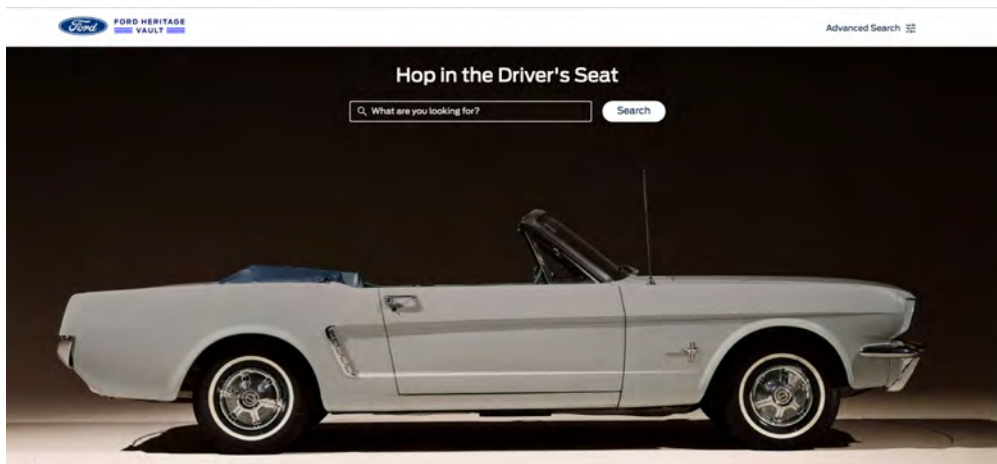 Ford
FORD HERITAGE
VAULT
Advanced Search
Hop in the Driver's Seat
What are you looking for?
Search